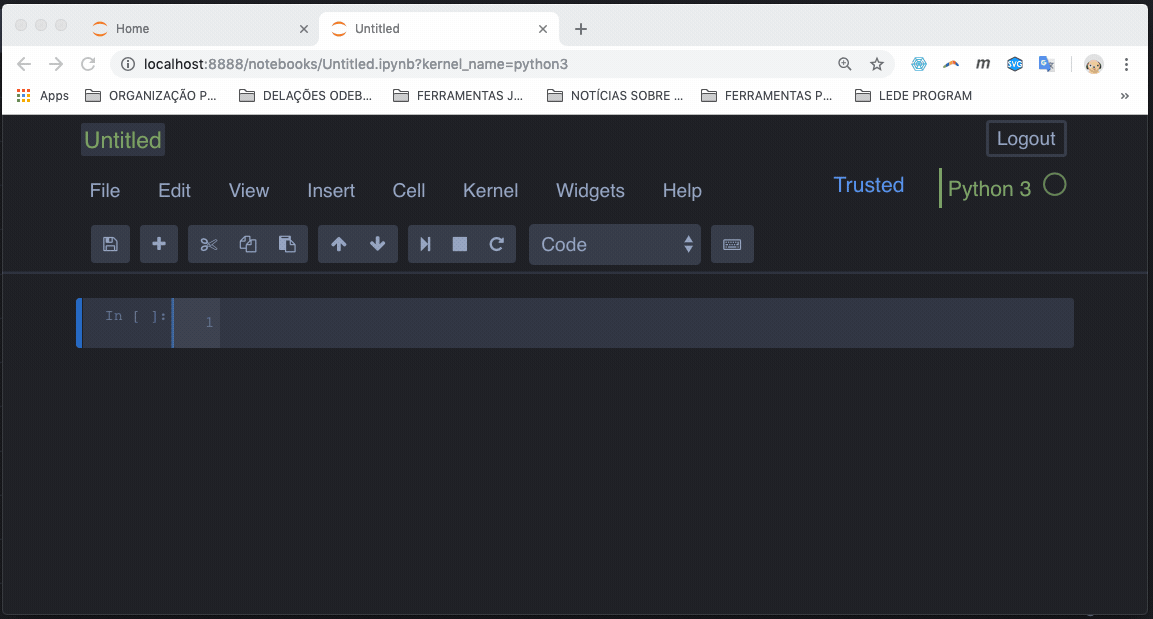 Home
Untitled
localhost:8888/notebooks/Untitled.ipynb?kernel_name=python3
m SVG G
Apps ORGANIZAÇÃO P... DELAÇÕES ODEB... FERRAMENTAS J... NOTÍCIAS SOBRE ... FERRAMENTAS P... LEDE PROGRAM »
Untitled
Logout
File Edit View Insert Cell Kernel Widgets Help
Trusted
Python 3
Code
In [ ]:
1